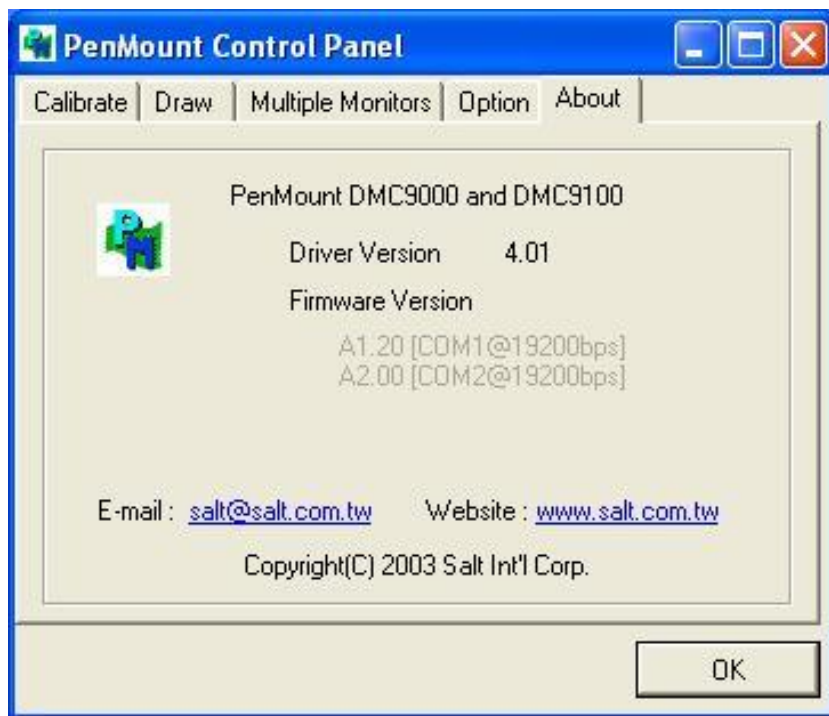 PenMount Control Panel
Calibrate Draw Multiple Monitors Option About
PM
PenMount DMC9000 and DMC9100
Driver Version 4.01
Firmware Version
A1.20 [COM1@19200bps]
A2.00 [COM2@19200bps]
E-mail : salt@salt.com.tw Website : www.salt.com.tw
Copyright(C) 2003 Salt Int'l Corp.
OK